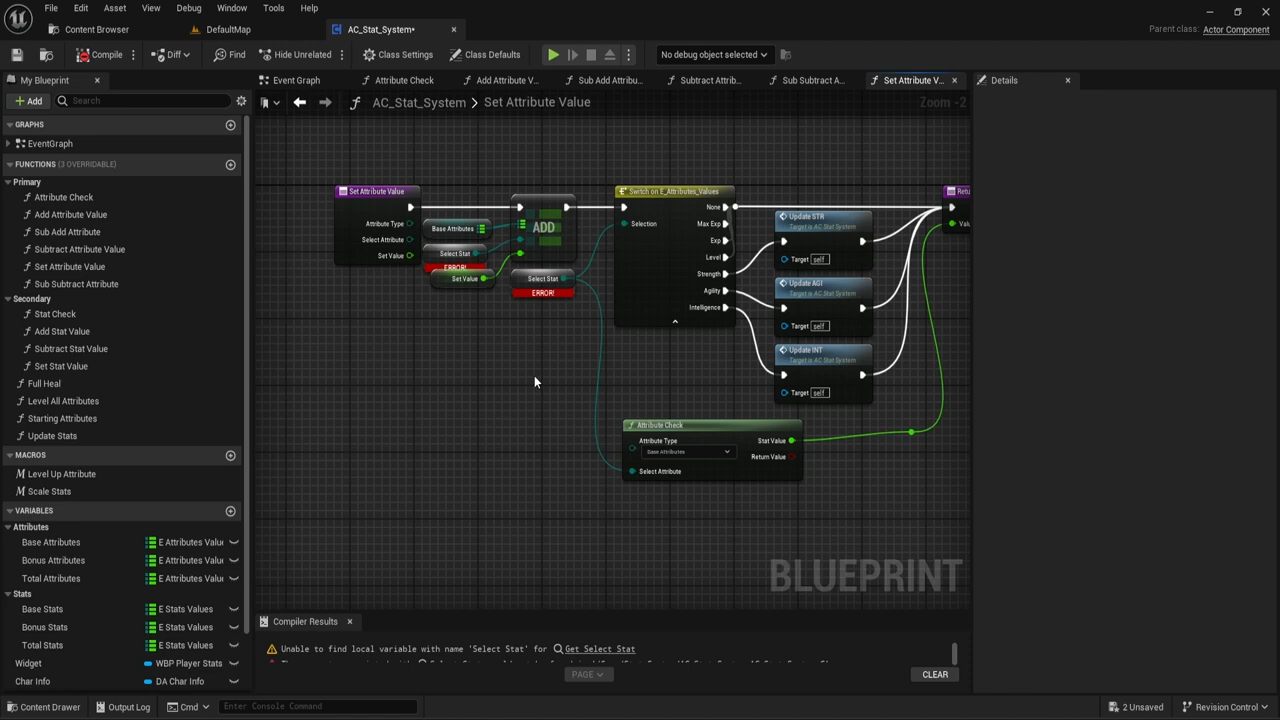 File Edit Asset View Debug Window Tools Help
Content Browser DefaultMap AC_Stat_System* Parent class: Actor Component
Compile Diff Find Hide Unrelated Class Settings Class Defaults No debug object selected
My Blueprint Event Graph Attribute Check Add Attribute V... Sub Add Attribu... Subtract Attrib... Sub Subtract A... Set Attribute V... Details
Add Search AC_Stat_System > Set Attribute Value Zoom -2
GRAPHS
EventGraph
FUNCTIONS (3 OVERRIDABLE)
Primary
Attribute Check
Add Attribute Value
Sub Add Attribute
Subtract Attribute Value
Set Attribute Value
Sub Subtract Attribute
Secondary
Stat Check
Add Stat Value
Subtract Stat Value
Set Stat Value
Full Heal
Level All Attributes
Starting Attributes
Update Stats
MACROS
Level Up Attribute
Scale Stats
VARIABLES
Attributes
Base Attributes E Attributes Value
Bonus Attributes E Attributes Value
Total Attributes E Attributes Value
Stats
Base Stats E Stats Values
Bonus Stats E Stats Values
Total Stats E Stats Values
Widget WBP Player Stats
Char Info DA Char Info
Set Attribute Value
Attribute Type
Select Attribute
Set Value
Base Attributes
Select Stat
ERROR!
Set Value
ADD
Select Stat
ERROR!
Switch on E_Attributes_Values
Selection
None
Max Exp
Exp
Level
Strength
Agility
Intelligence
Update STR
Target is AC Stat System
Target self
Update AGI
Target is AC Stat System
Target self
Update INT
Target is AC Stat System
Target self
Retu
Valu
Attribute Check
Attribute Type
Base Attributes
Select Attribute
Stat Value
Return Value
BLUEPRINT
Compiler Results
Unable to find local variable with name 'Select Stat' for Get Select Stat
PAGE CLEAR
Content Drawer Output Log Cmd Enter Console Command 2 Unsaved Revision Control